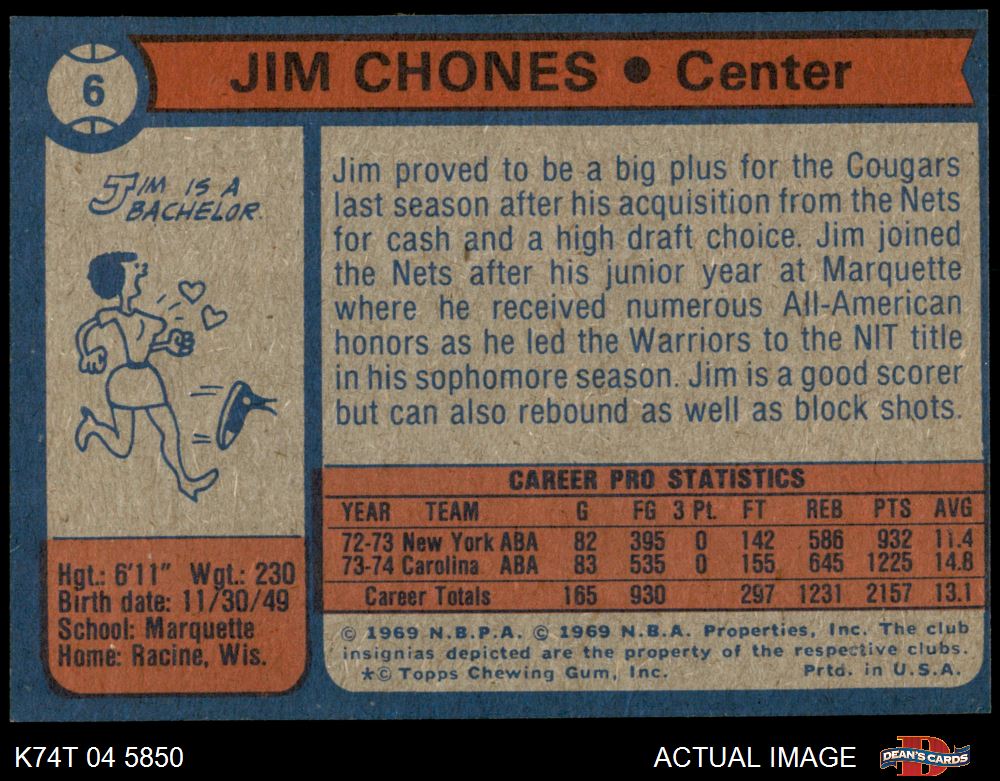 6
JIM CHONES • Center
JIM IS A
BACHELOR.
Hgt.: 6'11" Wgt.: 230
Birth date: 11/30/49
School: Marquette
Home: Racine, Wis.
Jim proved to be a big plus for the Cougars
last season after his acquisition from the Nets
for cash and a high draft choice. Jim joined
the Nets after his junior year at Marquette
where he received numerous All-American
honors as he led the Warriors to the NIT title
in his sophomore season. Jim is a good scorer
but can also rebound as well as block shots.
CAREER PRO STATISTICS
YEAR TEAM G FG 3 Pt. FT REB PTS AVG
72-73 New York ABA 82 395 0 142 586 932 11.4
73-74 Carolina ABA 83 535 0 155 645 1225 14.8
Career Totals 165 930 297 1231 2157 13.1
© 1969 N.B.P.A. © 1969 N.B.A. Properties, Inc. The club
insignias depicted are the property of the respective clubs.
*© Topps Chewing Gum, Inc. Prtd. in U.S.A.
K74T 04 5850 ACTUAL IMAGE DEAN'S CARDS